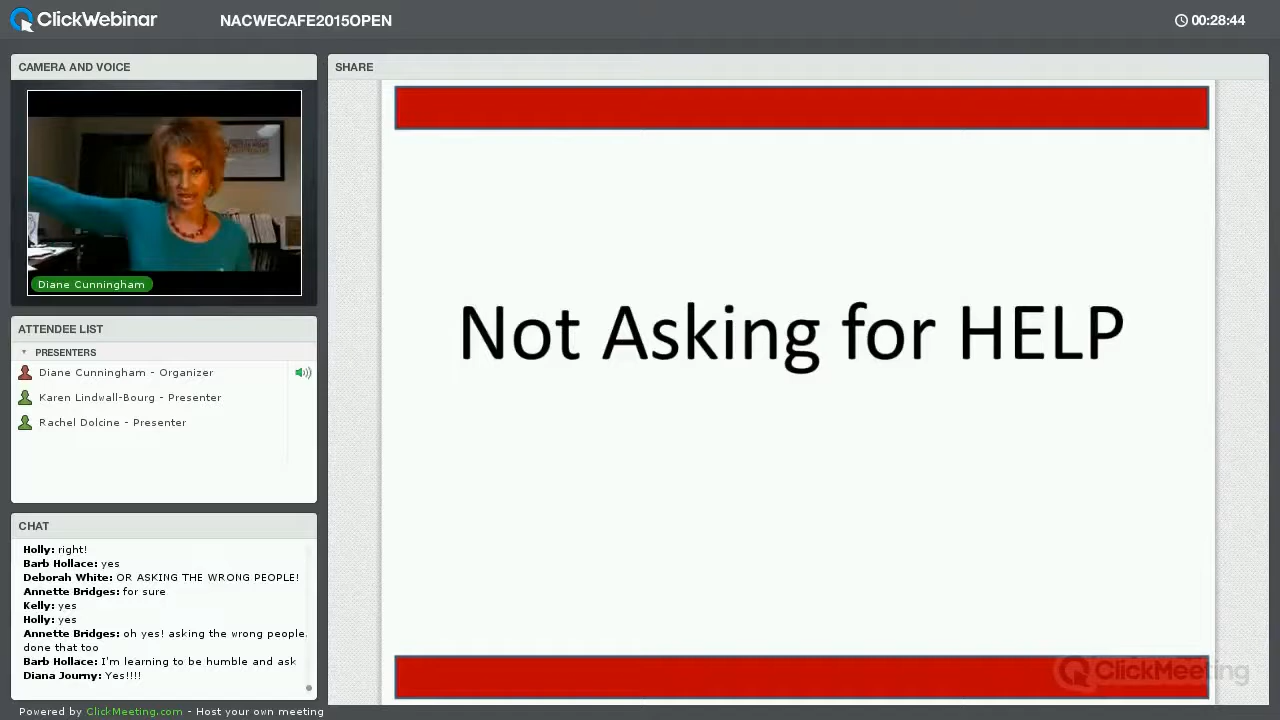 ClickWebinar
NACWECAFE2015OPEN
00:28:44
CAMERA AND VOICE
Diane Cunningham
ATTENDEE LIST
PRESENTERS
Diane Cunningham - Organizer
Karen Lindwall-Bourg - Presenter
Rachel Dolcine - Presenter
CHAT
Holly: right!
Barb Hollace: yes
Deborah White: OR ASKING THE WRONG PEOPLE!
Annette Bridges: for sure
Kelly: yes
Holly: yes
Annette Bridges: oh yes! asking the wrong people.
done that too
Barb Hollace: I'm learning to be humble and ask
Diana Journy: Yes!!!!
Powered by ClickMeeting.com - Host your own meeting
SHARE
Not Asking for HELP
ClickMeeting